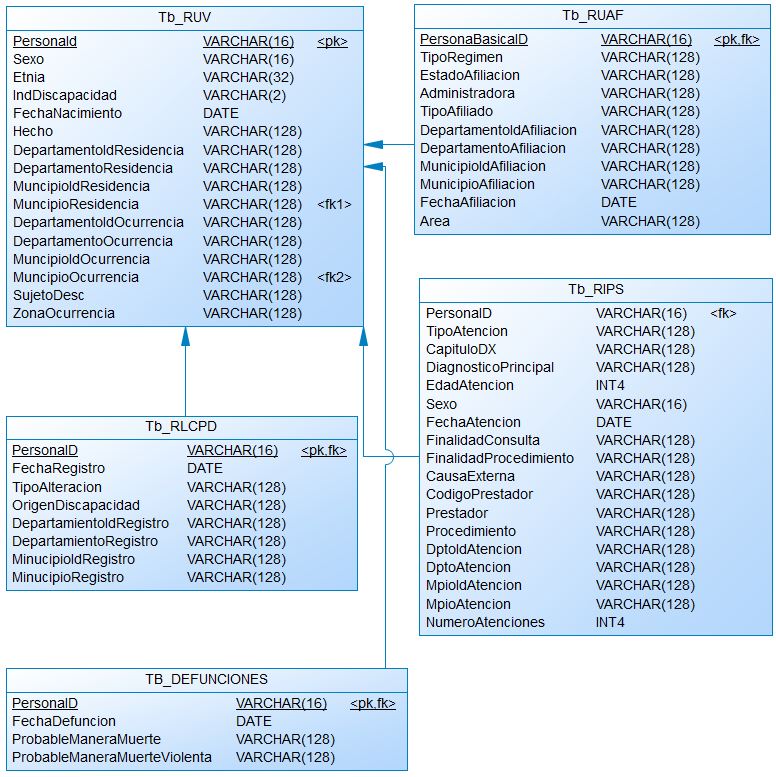 Tb_RUV
PersonaId VARCHAR(16) <pk>
Sexo VARCHAR(16)
Etnia VARCHAR(32)
IndDiscapacidad VARCHAR(2)
FechaNacimiento DATE
Hecho VARCHAR(128)
DepartamentoIdResidencia VARCHAR(128)
DepartamentoResidencia VARCHAR(128)
MuncipioIdResidencia VARCHAR(128)
MuncipioResidencia VARCHAR(128) <fk1>
DepartamentoIdOcurrencia VARCHAR(128)
DepartamentoOcurrencia VARCHAR(128)
MuncipioIdOcurrencia VARCHAR(128)
MuncipioOcurrencia VARCHAR(128) <fk2>
SujetoDesc VARCHAR(128)
ZonaOcurrencia VARCHAR(128)
Tb_RUAF
PersonaBasicaID VARCHAR(16) <pk,fk>
TipoRegimen VARCHAR(128)
EstadoAfiliacion VARCHAR(128)
Administradora VARCHAR(128)
TipoAfiliado VARCHAR(128)
DepartamentoIdAfiliacion VARCHAR(128)
DepartamentoAfiliacion VARCHAR(128)
MunicipioIdAfiliacion VARCHAR(128)
MunicipioAfiliacion VARCHAR(128)
FechaAfiliacion DATE
Area VARCHAR(128)
Tb_RIPS
PersonaID VARCHAR(16) <fk>
TipoAtencion VARCHAR(128)
CapituloDX VARCHAR(128)
DiagnosticoPrincipal VARCHAR(128)
EdadAtencion INT4
Sexo VARCHAR(16)
FechaAtencion DATE
FinalidadConsulta VARCHAR(128)
FinalidadProcedimiento VARCHAR(128)
CausaExterna VARCHAR(128)
CodigoPrestador VARCHAR(128)
Prestador VARCHAR(128)
Procedimiento VARCHAR(128)
DptoIdAtencion VARCHAR(128)
DptoAtencion VARCHAR(128)
MpioIdAtencion VARCHAR(128)
MpioAtencion VARCHAR(128)
NumeroAtenciones INT4
Tb_RLCPD
PersonaID VARCHAR(16) <pk,fk>
FechaRegistro DATE
TipoAlteracion VARCHAR(128)
OrigenDiscapacidad VARCHAR(128)
DepartamientoIdRegistro VARCHAR(128)
DepartamientoRegistro VARCHAR(128)
MinucipioIdRegistro VARCHAR(128)
MinucipioRegistro VARCHAR(128)
TB_DEFUNCIONES
PersonaID VARCHAR(16) <pk,fk>
FechaDefuncion DATE
ProbableManeraMuerte VARCHAR(128)
ProbableManeraMuerteViolenta VARCHAR(128)